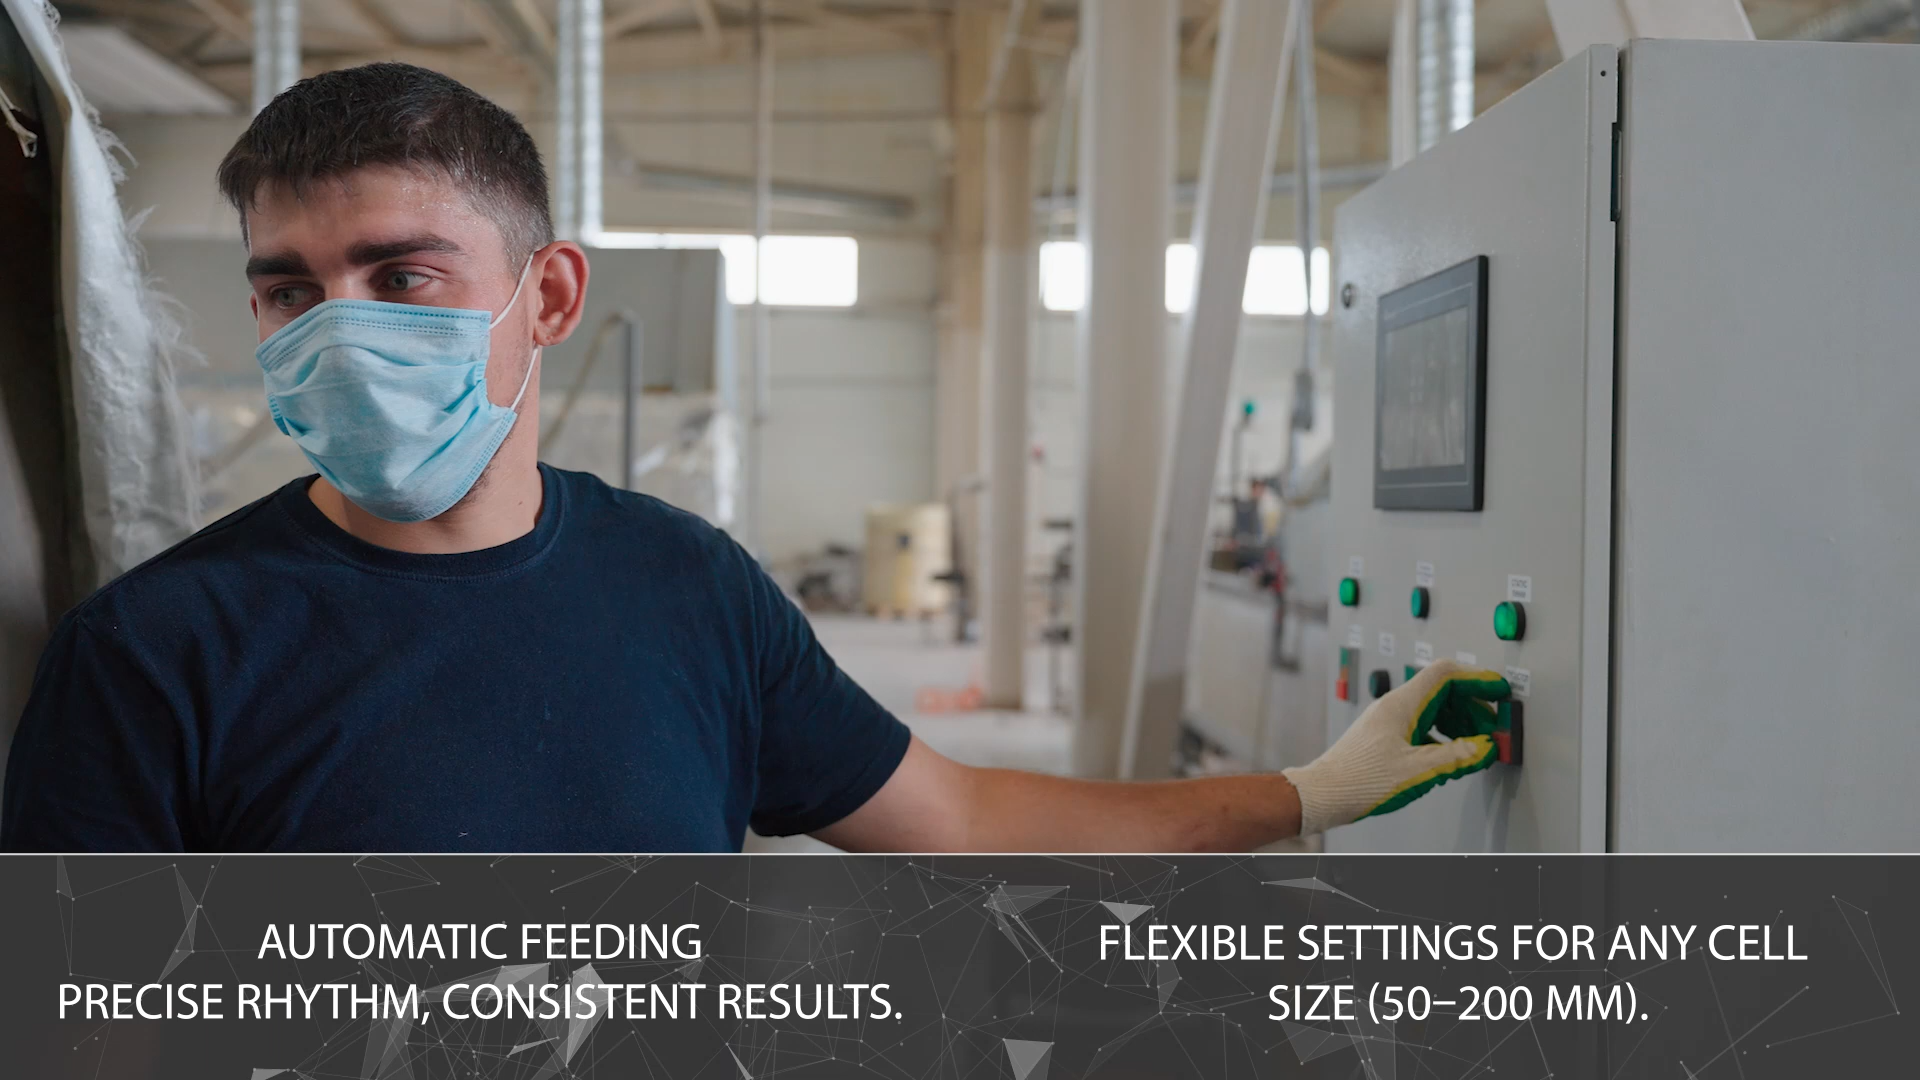 AUTOMATIC FEEDING
PRECISE RHYTHM, CONSISTENT RESULTS.
FLEXIBLE SETTINGS FOR ANY CELL
SIZE (50–200 MM).